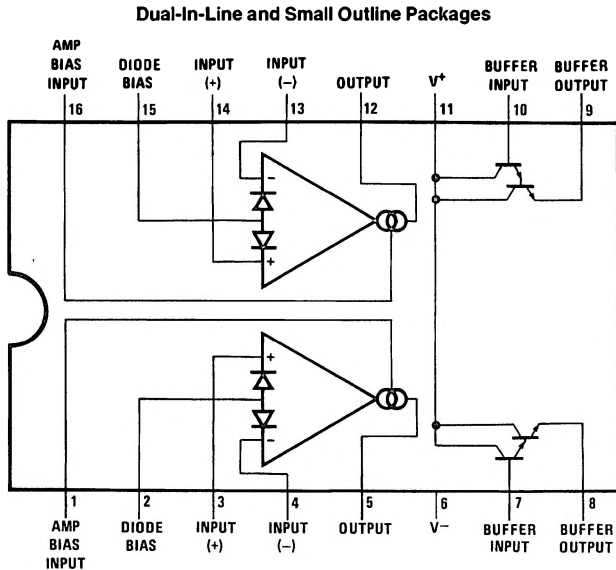 Dual-In-Line and Small Outline Packages
AMP
BIAS
INPUT
DIODE
BIAS
INPUT
(+)
INPUT
(−)
OUTPUT
V+
BUFFER
INPUT
BUFFER
OUTPUT
16
15
14
13
12
11
10
9
−
+
+
−
1
2
3
4
5
6
7
8
AMP
BIAS
INPUT
DIODE
BIAS
INPUT
(+)
INPUT
(−)
OUTPUT
V−
BUFFER
INPUT
BUFFER
OUTPUT